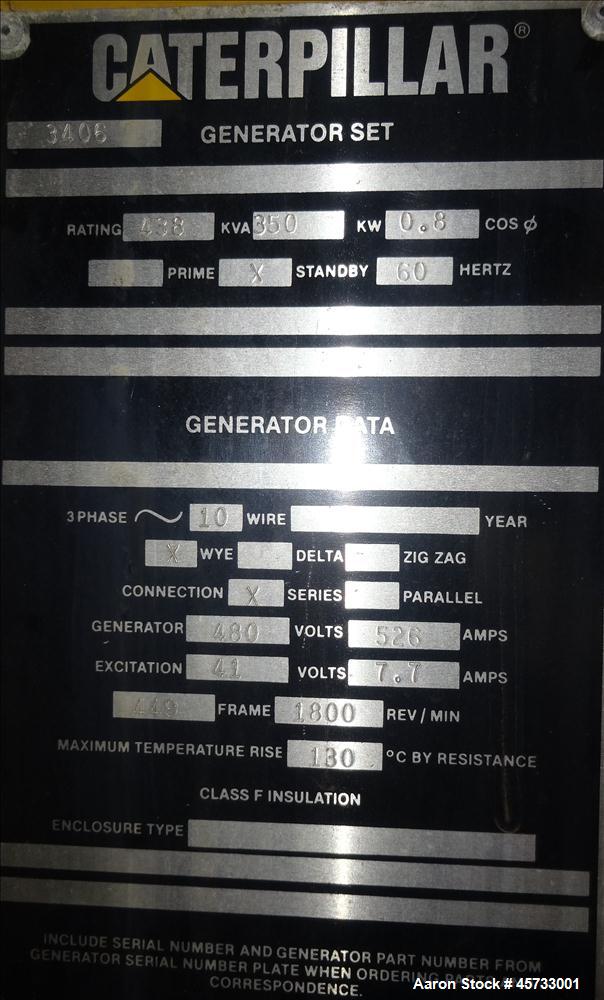 CATERPILLAR®
3406 GENERATOR SET
RATING 438 KVA 350 KW 0.8 COS ø
PRIME X STANDBY 60 HERTZ
GENERATOR DATA
3 PHASE ～ 10 WIRE YEAR
X WYE DELTA ZIG ZAG
CONNECTION X SERIES PARALLEL
GENERATOR 480 VOLTS 526 AMPS
EXCITATION 41 VOLTS 7.7 AMPS
449 FRAME 1800 REV / MIN
MAXIMUM TEMPERATURE RISE 130 °C BY RESISTANCE
CLASS F INSULATION
ENCLOSURE TYPE
INCLUDE SERIAL NUMBER AND GENERATOR PART NUMBER FROM
GENERATOR SERIAL NUMBER PLATE WHEN ORDERING PARTS
CORRESPONDENCE.
Aaron Stock #45733001